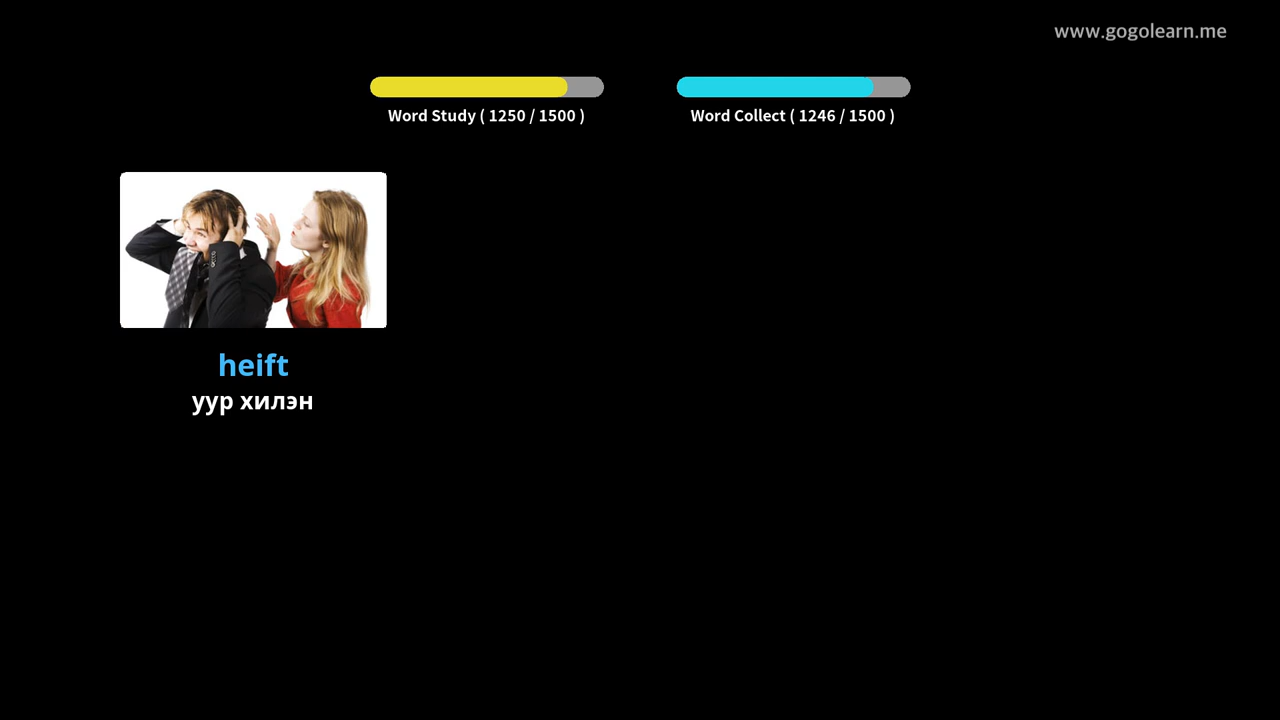 www.gogolearn.me
Word Study ( 1250 / 1500 )
Word Collect ( 1246 / 1500 )
heift
уур хилэн